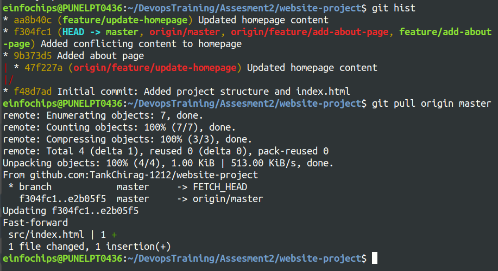 einfochips@PUNELPT0436:~/DevopsTraining/Assesment2/website-project$ git hist
* aa8b40c (feature/update-homepage) Updated homepage content
* f304fc1 (HEAD -> master, origin/master, origin/feature/add-about-page, feature/add-about
-page) Added conflicting content to homepage
* 9b373d5 Added about page
| * 47f227a (origin/feature/update-homepage) Updated homepage content
|/
* f48d7ad Initial commit: Added project structure and index.html
einfochips@PUNELPT0436:~/DevopsTraining/Assesment2/website-project$ git pull origin master
remote: Enumerating objects: 7, done.
remote: Counting objects: 100% (7/7), done.
remote: Compressing objects: 100% (3/3), done.
remote: Total 4 (delta 1), reused 0 (delta 0), pack-reused 0
Unpacking objects: 100% (4/4), 1.00 KiB | 513.00 KiB/s, done.
From github.com:TankChirag-1212/website-project
* branch master -> FETCH_HEAD
f304fc1..e2b05f5 master -> origin/master
Updating f304fc1..e2b05f5
Fast-forward
src/index.html | 1 +
1 file changed, 1 insertion(+)
einfochips@PUNELPT0436:~/DevopsTraining/Assesment2/website-project$